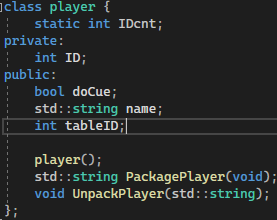 class player {
    static int IDcnt;
private:
    int ID;
public:
    bool doCue;
    std::string name;
    int tableID;

    player();
    std::string PackagePlayer(void);
    void UnpackPlayer(std::string);
};